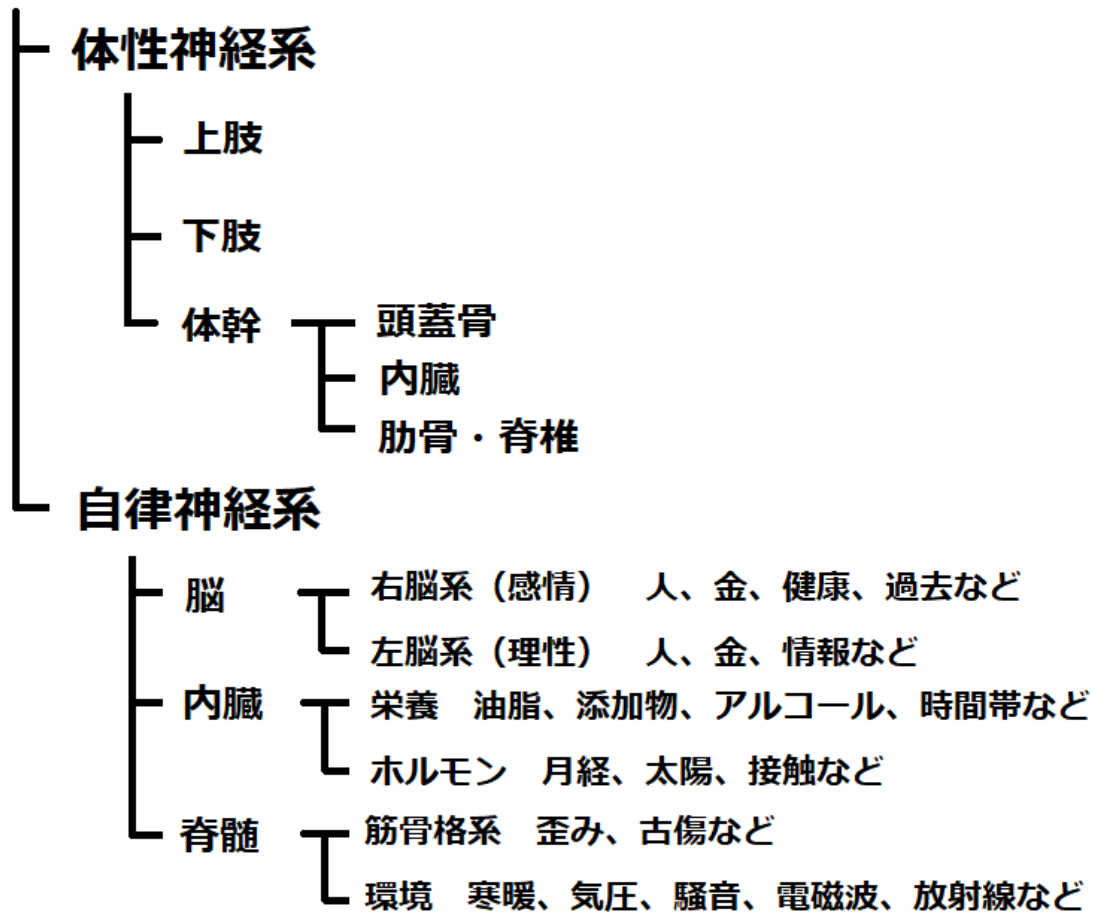 体性神経系
上肢
下肢
体幹
頭蓋骨
内臓
肋骨・脊椎
自律神経系
脳
右脳系（感情）　人、金、健康、過去など
左脳系（理性）　人、金、情報など
内臓
栄養　油脂、添加物、アルコール、時間帯など
ホルモン　月経、太陽、接触など
脊髄
筋骨格系　歪み、古傷など
環境　寒暖、気圧、騒音、電磁波、放射線など